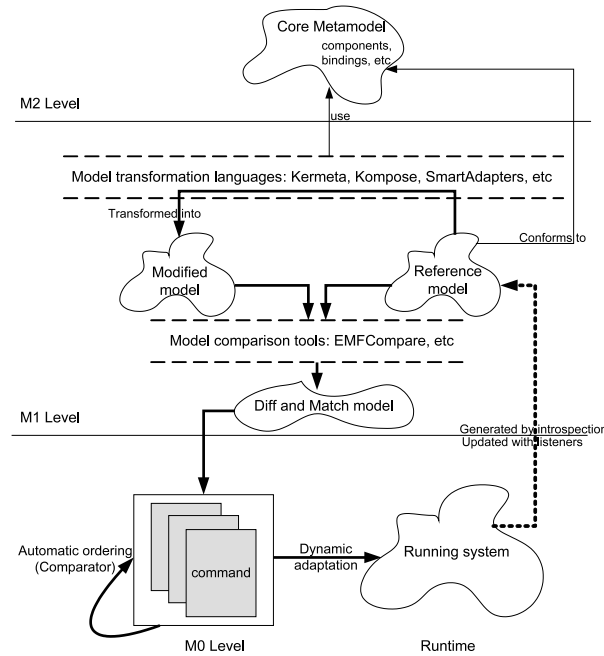 Core Metamodel
components,
bindings, etc
M2 Level
use
Model transformation languages: Kermeta, Kompose, SmartAdapters, etc
Transformed into
Conforms to
Modified
model
Reference
model
Model comparison tools: EMFCompare, etc
Diff and Match model
M1 Level
Generated by introspection
Updated with listeners
Automatic ordering
(Comparator)
command
Dynamic
adaptation
Running system
M0 Level
Runtime